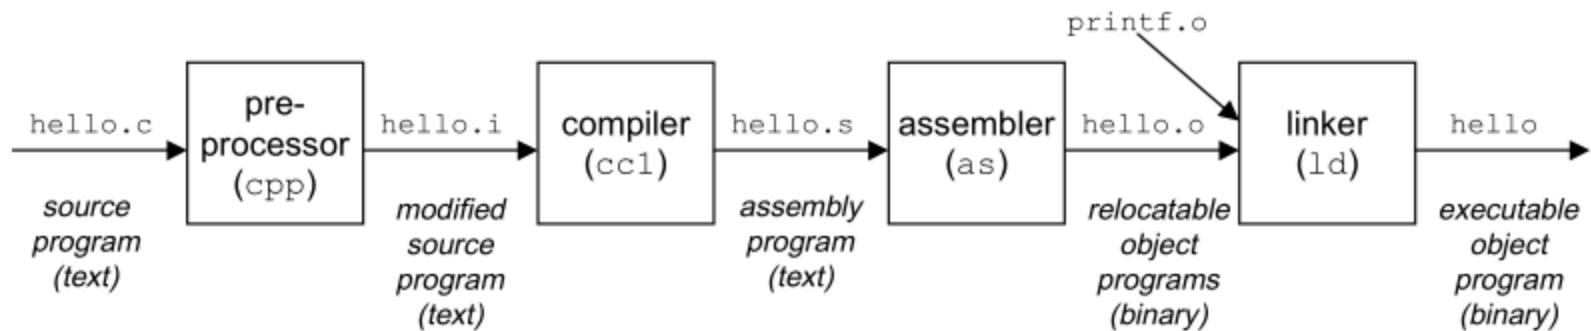 printf.o
hello.c
pre-
processor
(cpp)
hello.i
compiler
(cc1)
hello.s
assembler
(as)
hello.o
linker
(ld)
hello
source
program
(text)
modified
source
program
(text)
assembly
program
(text)
relocatable
object
programs
(binary)
executable
object
program
(binary)